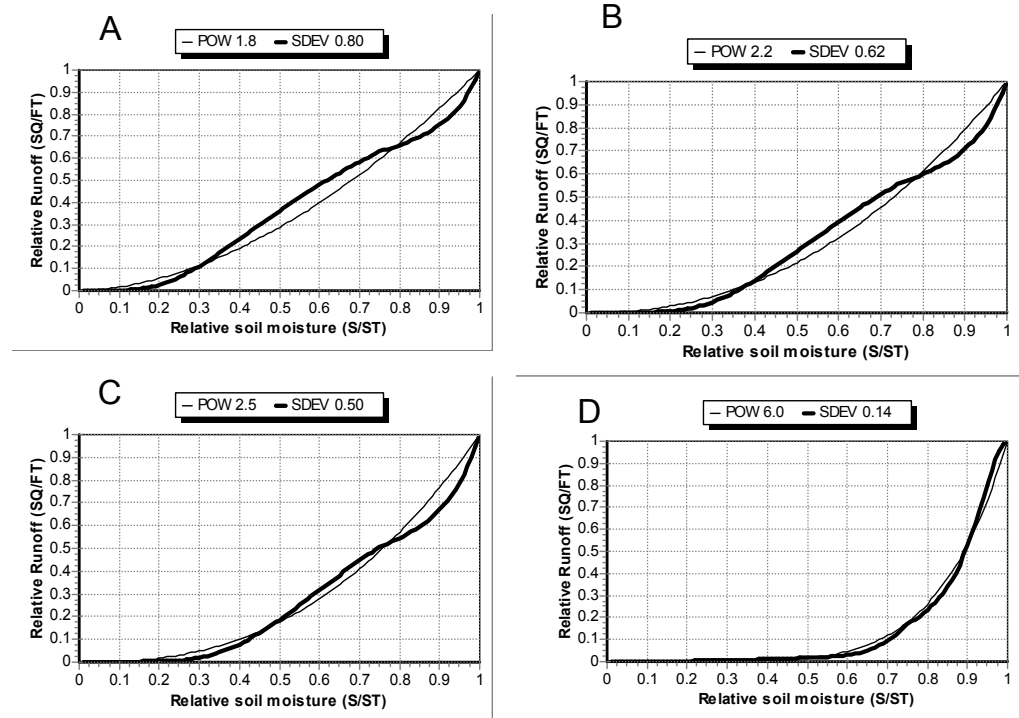 A
POW 1.8 SDEV 0.80
1
0.9
0.8
0.7
0.6
0.5
0.4
0.3
0.2
0.1
0
Relative Runoff (SQ/FT)
0 0.1 0.2 0.3 0.4 0.5 0.6 0.7 0.8 0.9 1
Relative soil moisture (S/ST)
B
POW 2.2 SDEV 0.62
1
0.9
0.8
0.7
0.6
0.5
0.4
0.3
0.2
0.1
0
Relative Runoff (SQ/FT)
0 0.1 0.2 0.3 0.4 0.5 0.6 0.7 0.8 0.9 1
Relative soil moisture (S/ST)
C
POW 2.5 SDEV 0.50
1
0.9
0.8
0.7
0.6
0.5
0.4
0.3
0.2
0.1
0
Relative Runoff (SQ/FT)
0 0.1 0.2 0.3 0.4 0.5 0.6 0.7 0.8 0.9 1
Relative soil moisture (S/ST)
D
POW 6.0 SDEV 0.14
1
0.9
0.8
0.7
0.6
0.5
0.4
0.3
0.2
0.1
0
Relative Runoff (SQ/FT)
0 0.1 0.2 0.3 0.4 0.5 0.6 0.7 0.8 0.9 1
Relative soil moisture (S/ST)